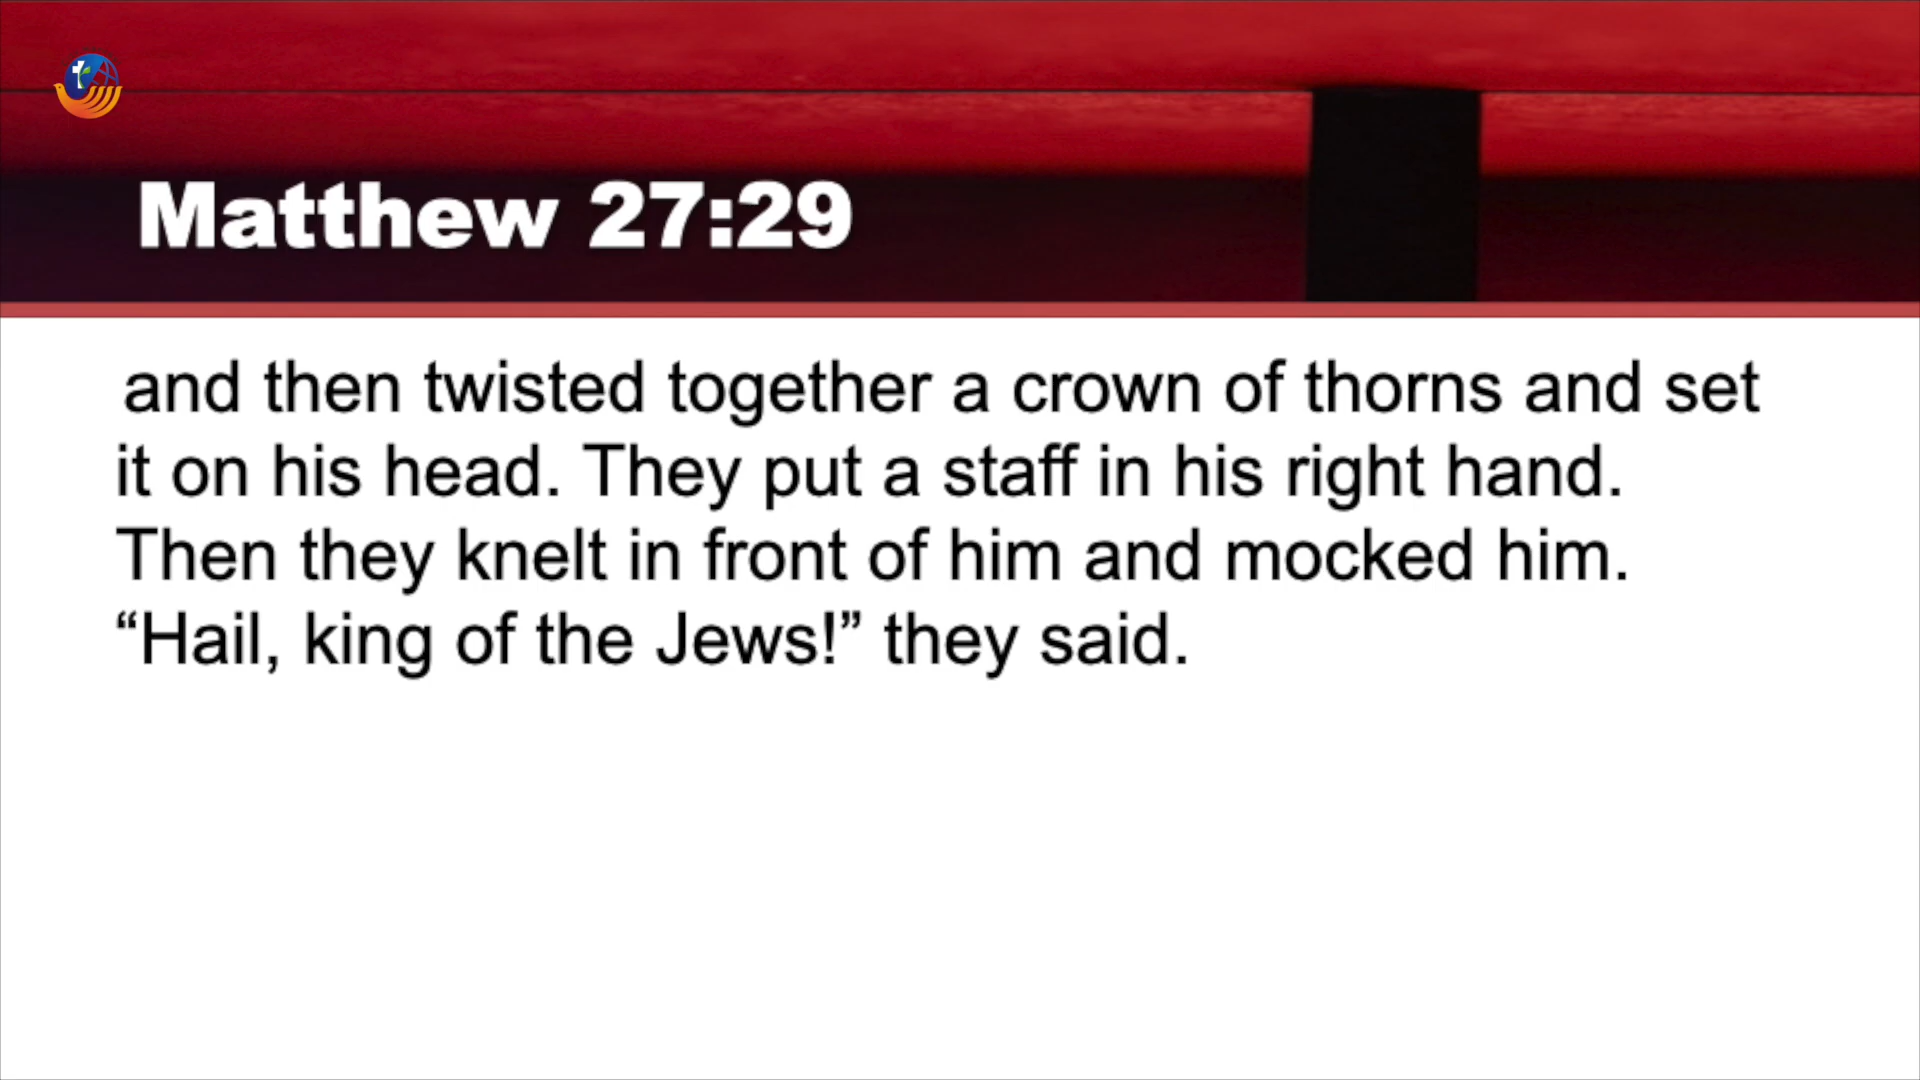 Matthew 27:29
and then twisted together a crown of thorns and set
it on his head. They put a staff in his right hand.
Then they knelt in front of him and mocked him.
“Hail, king of the Jews!” they said.